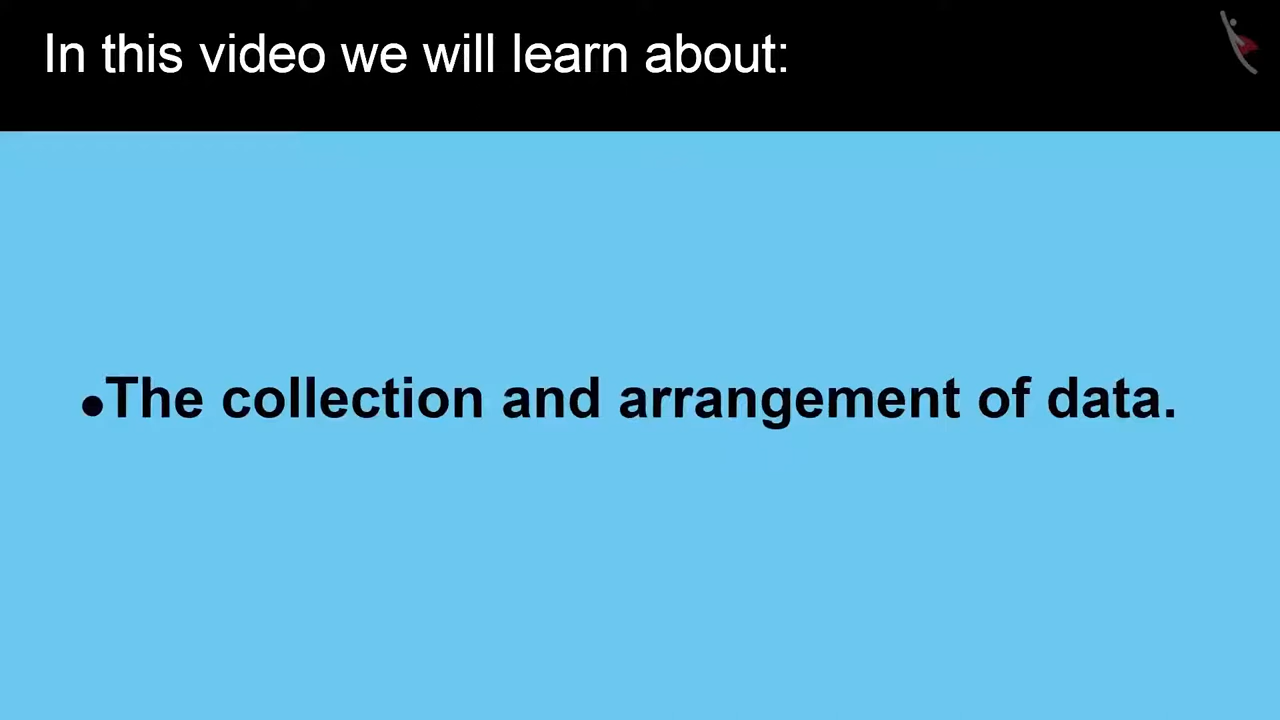 In this video we will learn about:
•The collection and arrangement of data.